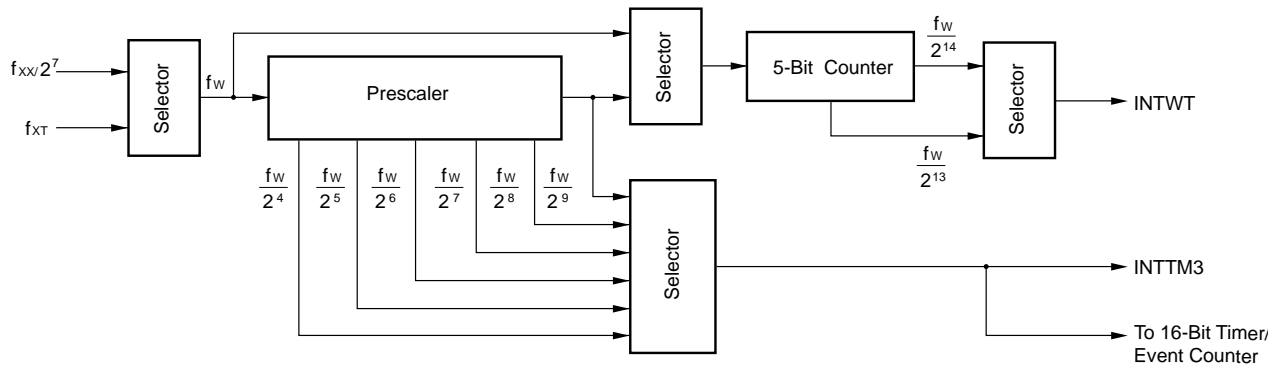 fXX/2^7
fXT
Selector
fW
Prescaler
fW/2^4
fW/2^5
fW/2^6
fW/2^7
fW/2^8
fW/2^9
Selector
Selector
5-Bit Counter
fW/2^14
fW/2^13
Selector
INTWT
INTTM3
To 16-Bit Timer/
Event Counter